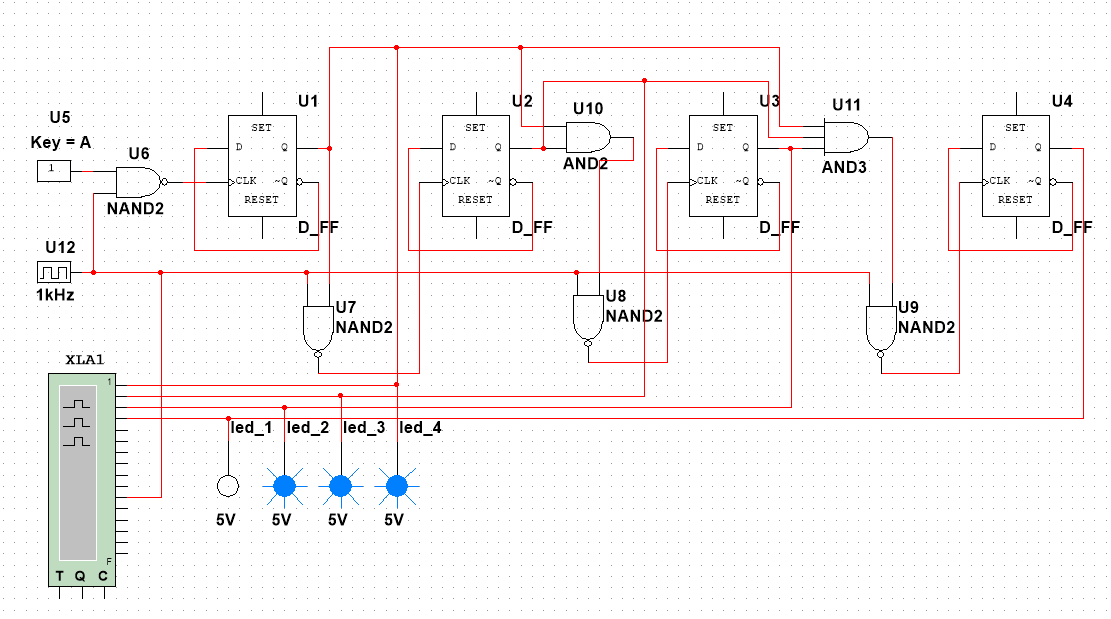 U1
U2
U3
U4
U10
U11
U5
Key = A
U6
SET
D Q
CLK ~Q
RESET
D_FF
SET
D Q
CLK ~Q
RESET
D_FF
SET
D Q
CLK ~Q
RESET
D_FF
SET
D Q
CLK ~Q
RESET
D_FF
1
AND2
AND3
NAND2
U12
1kHz
U7
NAND2
U8
NAND2
U9
NAND2
XLA1
1
F
T Q C
led_1 led_2 led_3 led_4
5V 5V 5V 5V